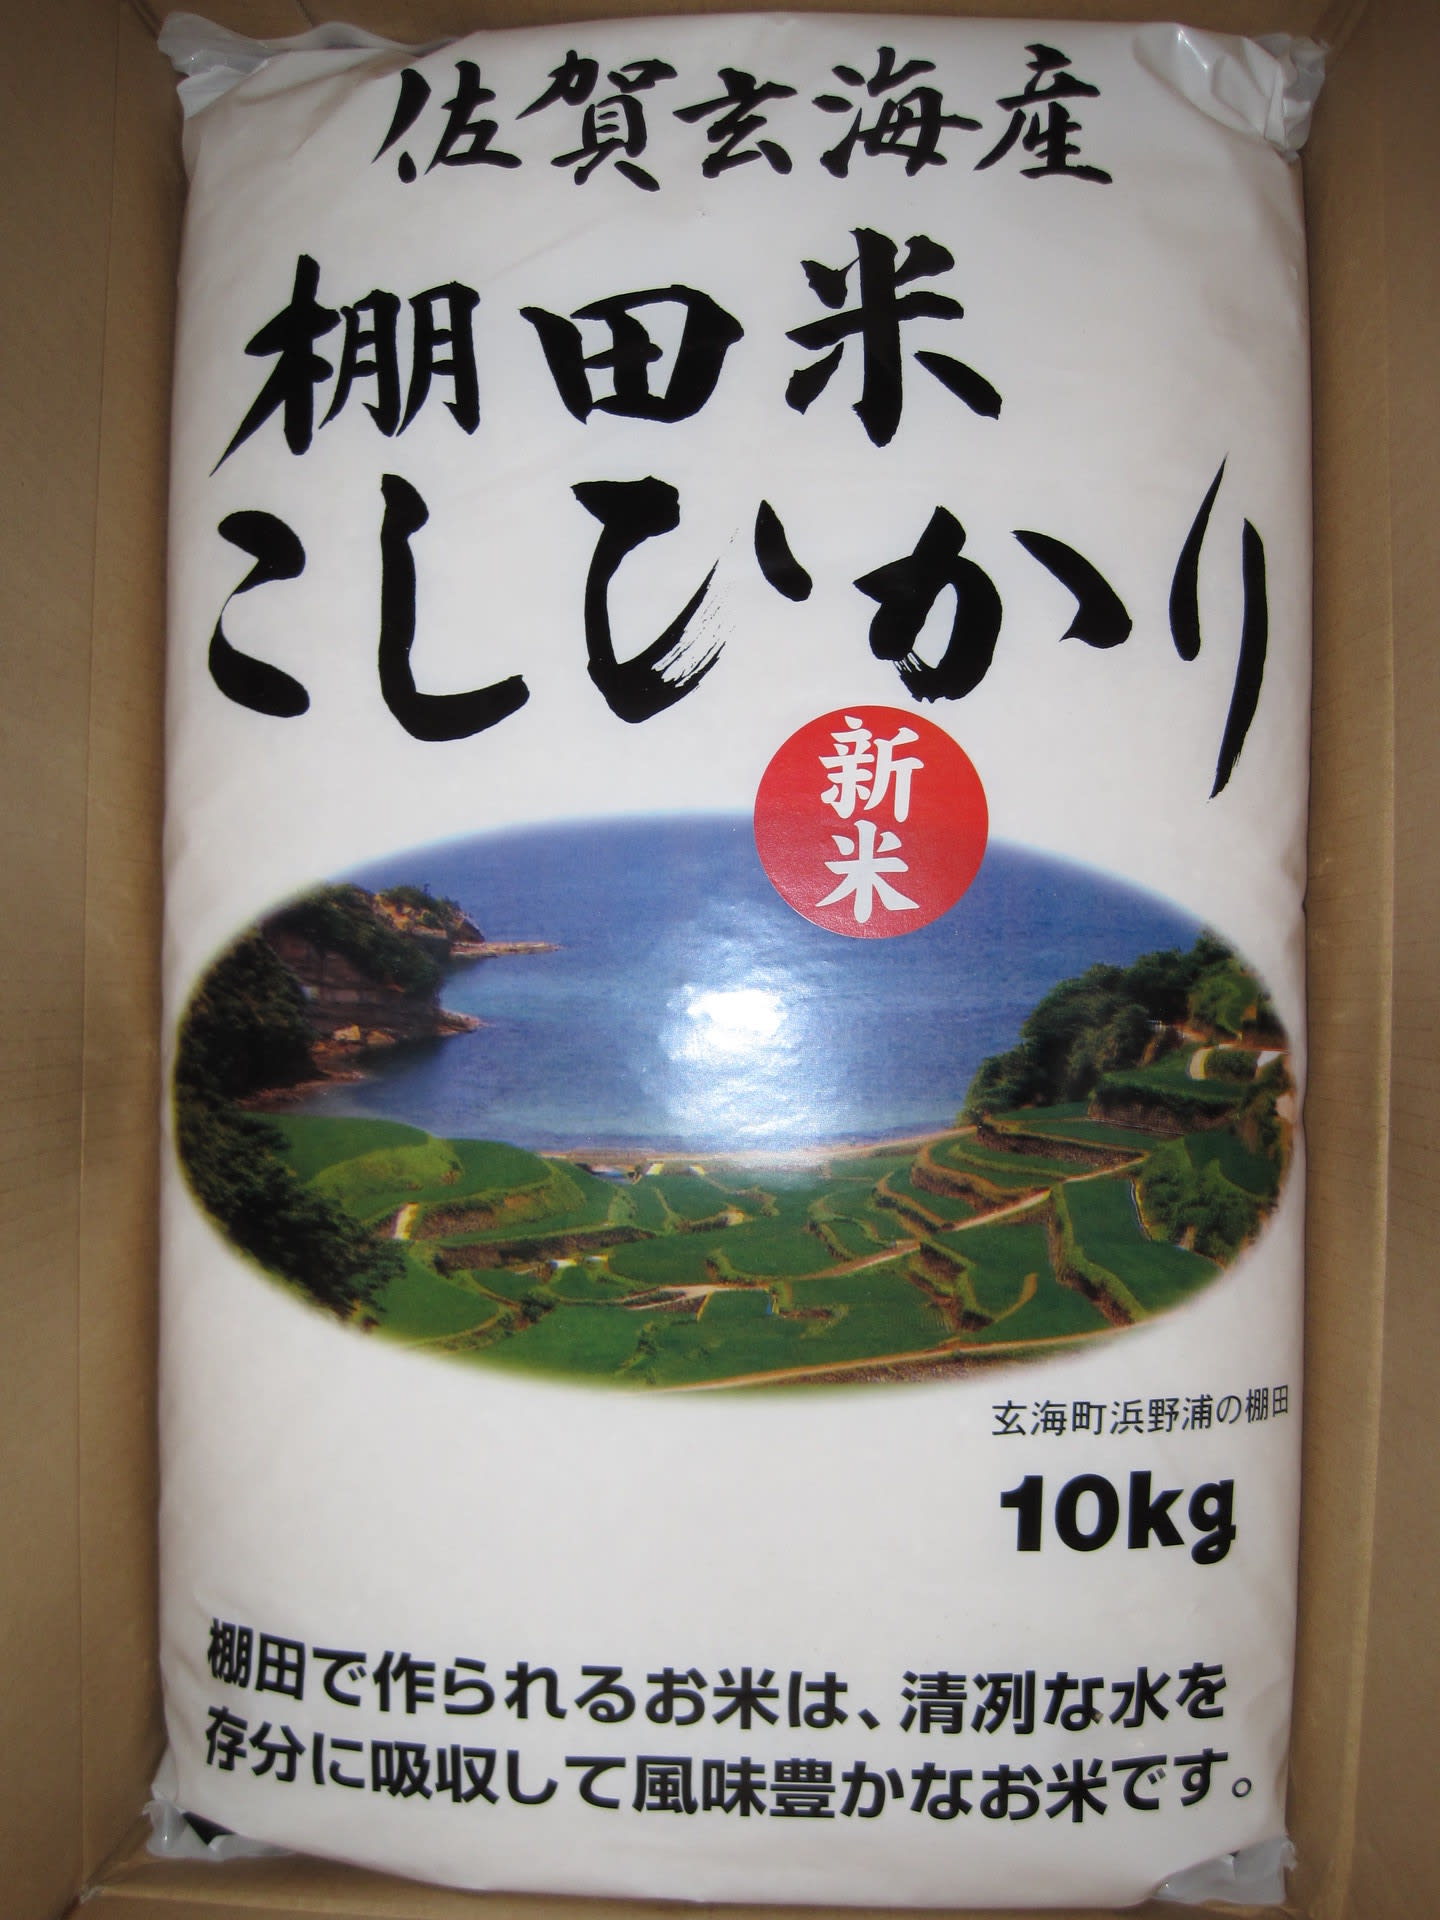 佐賀玄海産
棚田米
こしひかり
新米
玄海町浜野浦の棚田
10kg
棚田で作られるお米は、清冽な水を
存分に吸収して風味豊かなお米です。